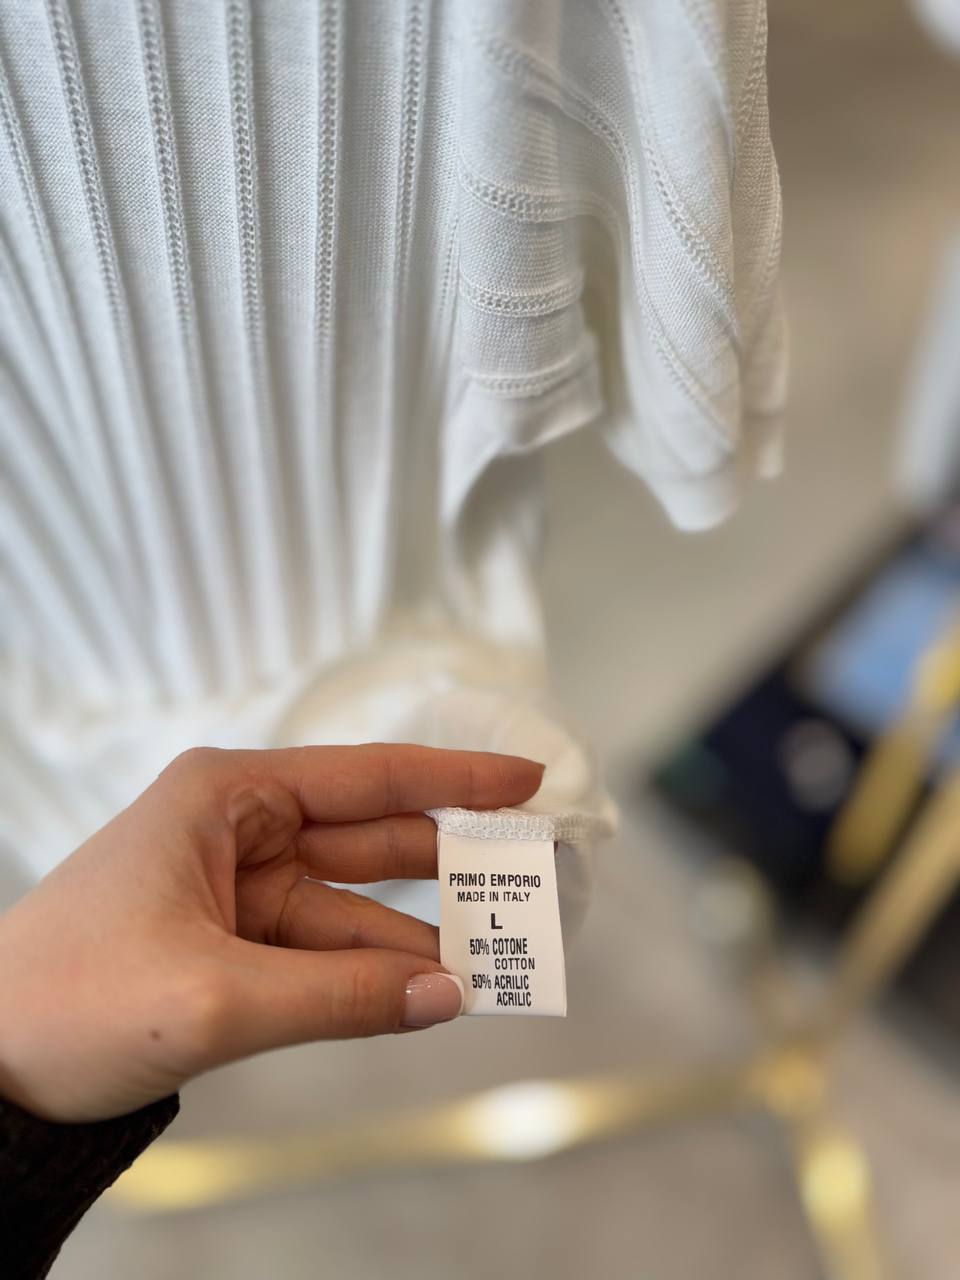 PRIMO EMPORIO
MADE IN ITALY
L
50% COTONE
COTTON
50% ACRILIC
ACRILIC